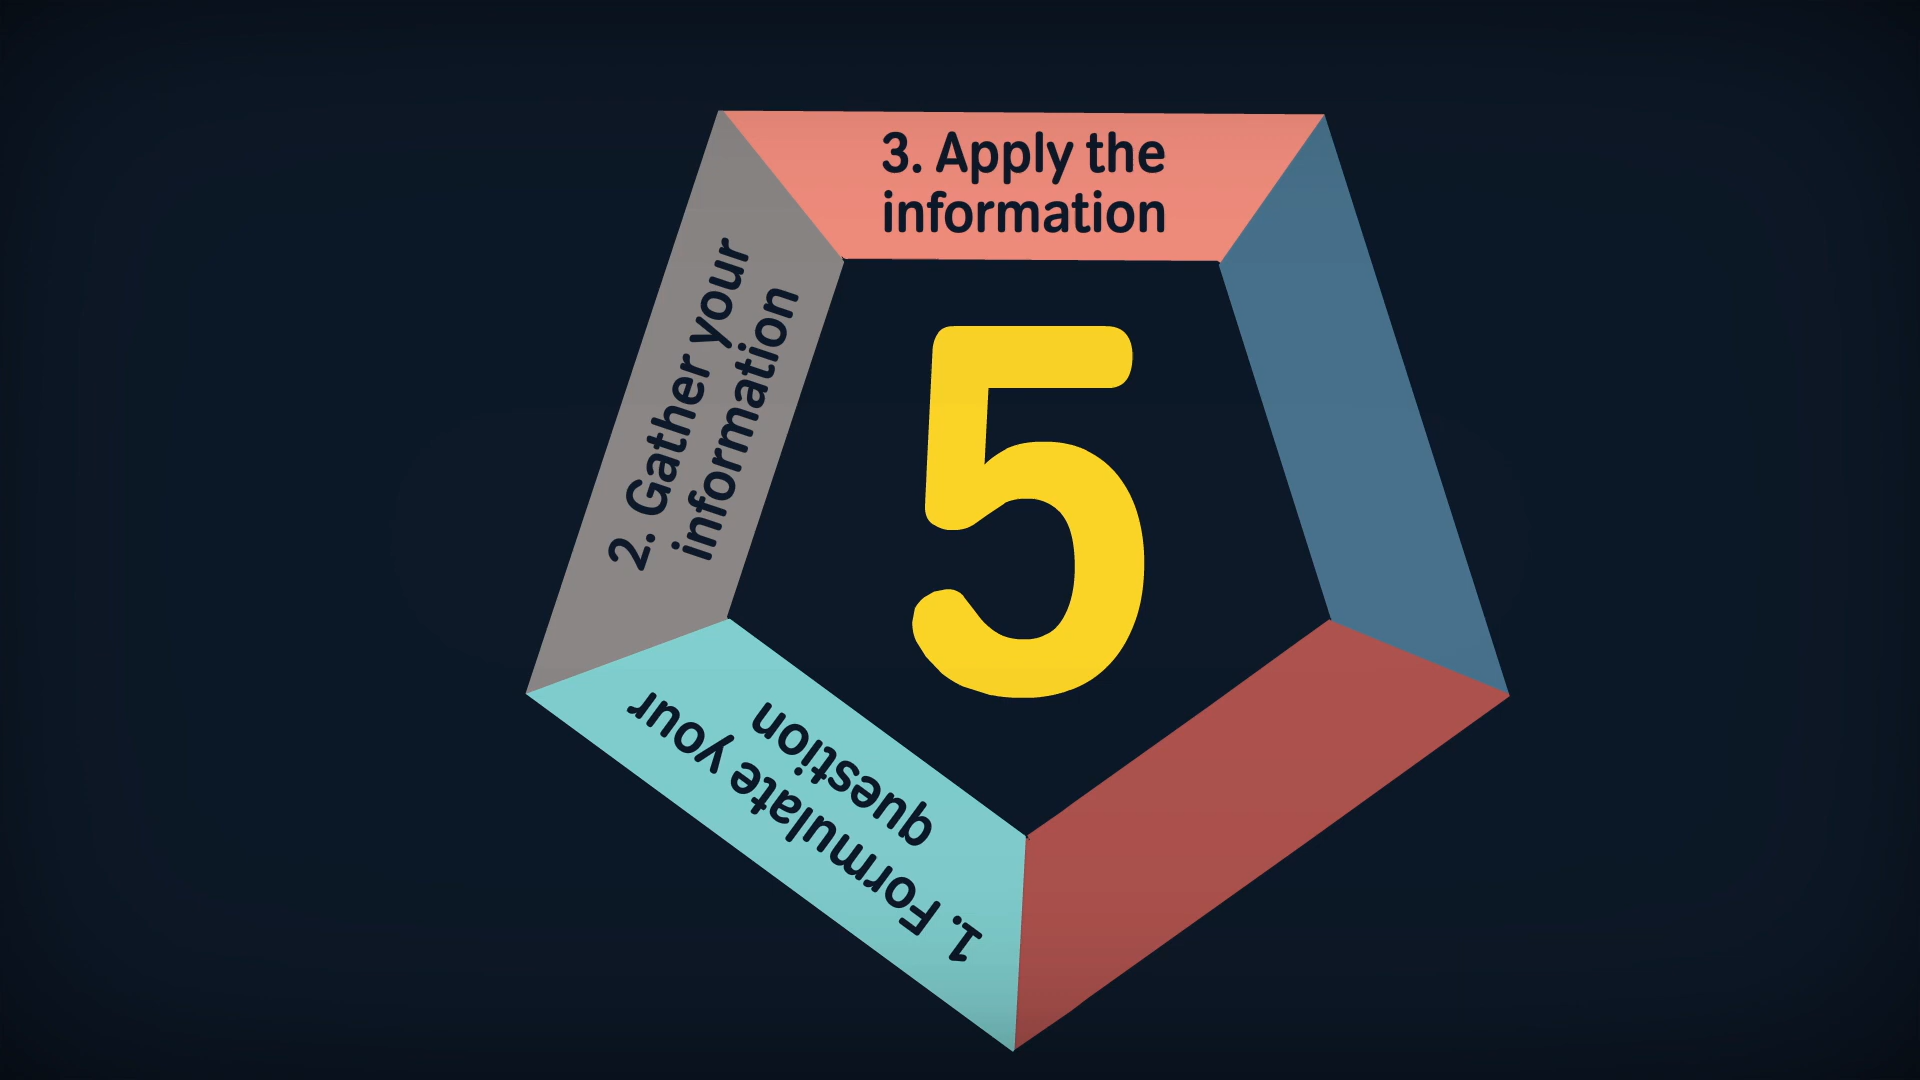 3. Apply the
information
2. Gather your
information
1. Formulate your
question
5